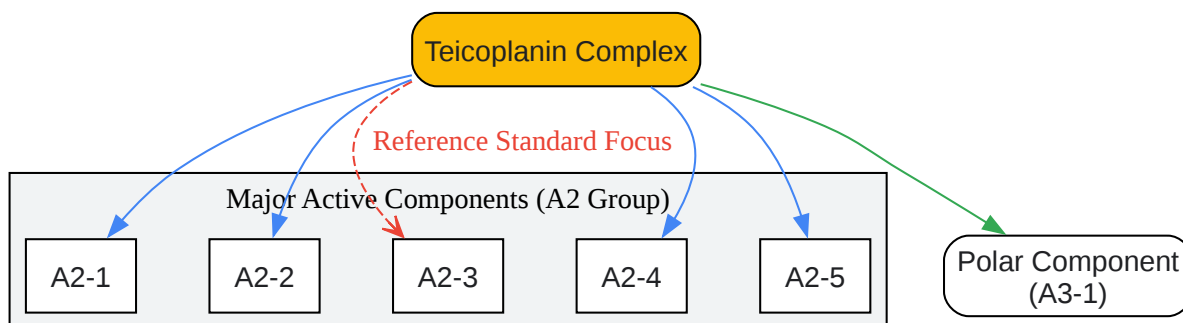 Teicoplanin Complex
Reference Standard Focus
Major Active Components (A2 Group)
A2-1
A2-2
A2-3
A2-4
A2-5
Polar Component
(A3-1)